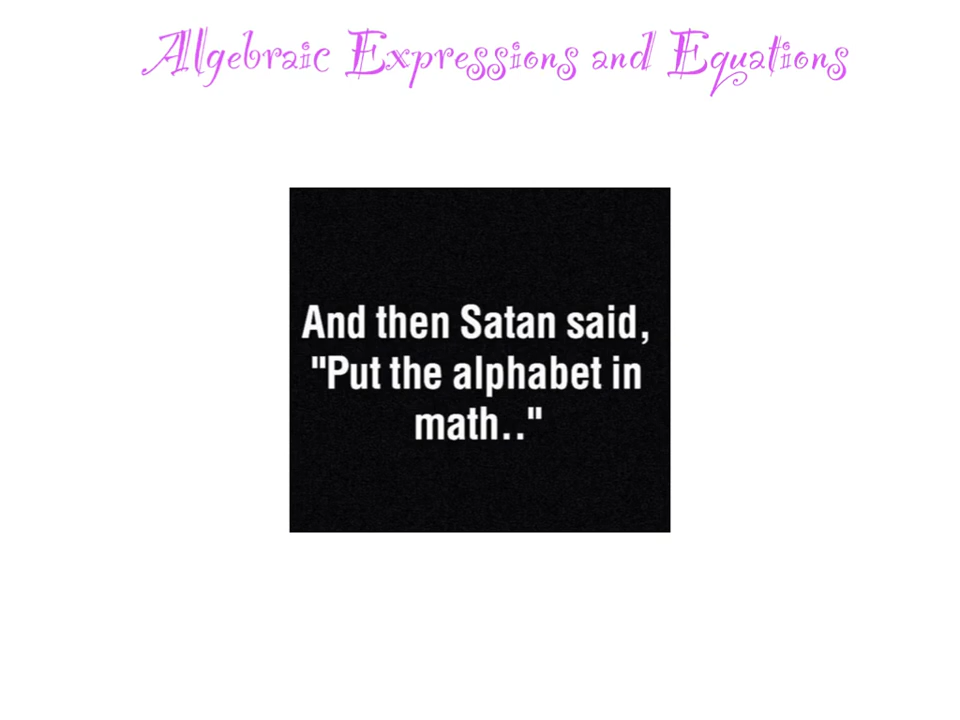 Algebraic Expressions and Equations
And then Satan said,
"Put the alphabet in
math.."